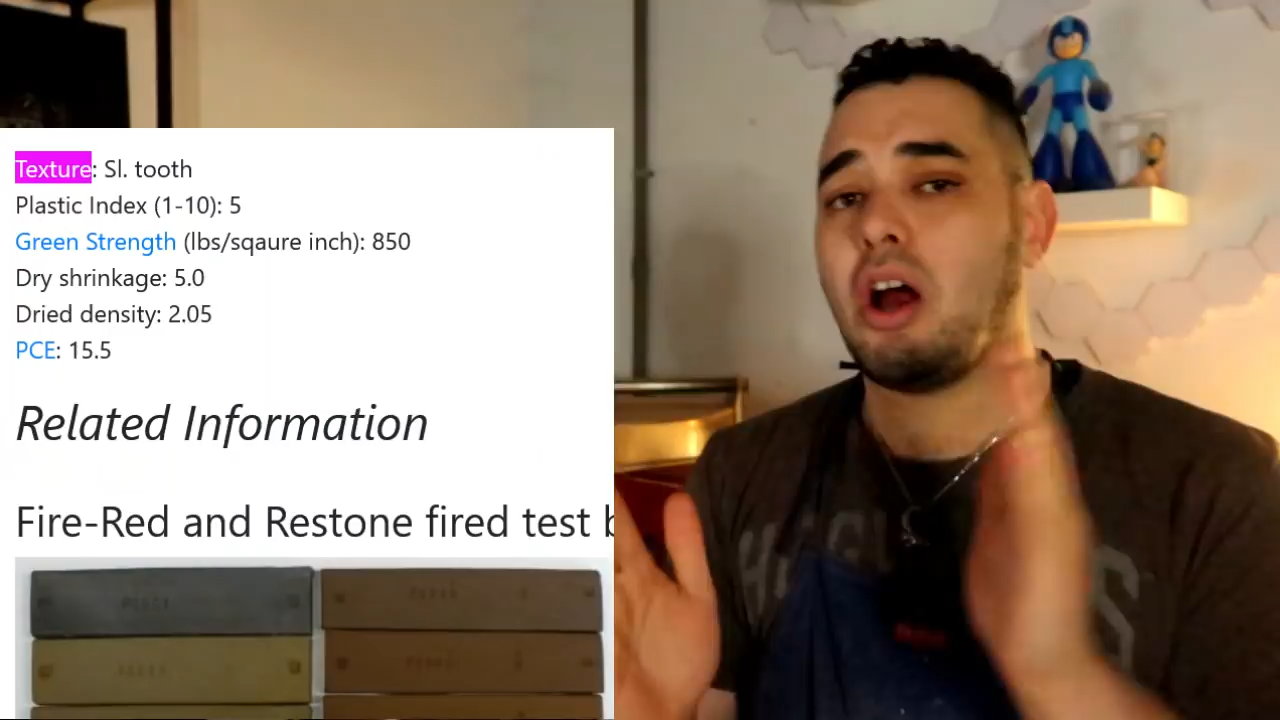 Texture: Sl. tooth
Plastic Index (1-10): 5
Green Strength (lbs/sqaure inch): 850
Dry shrinkage: 5.0
Dried density: 2.05
PCE: 15.5
Related Information
Fire-Red and Restone fired test